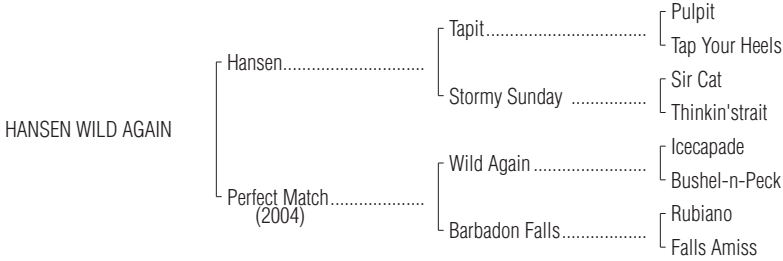 Pulpit
Tapit
Tap Your Heels
Hansen
Sir Cat
Stormy Sunday
Thinkin'strait
HANSEN WILD AGAIN
Icecapade
Wild Again
Bushel-n-Peck
Perfect Match
(2004)
Rubiano
Barbadon Falls
Falls Amiss